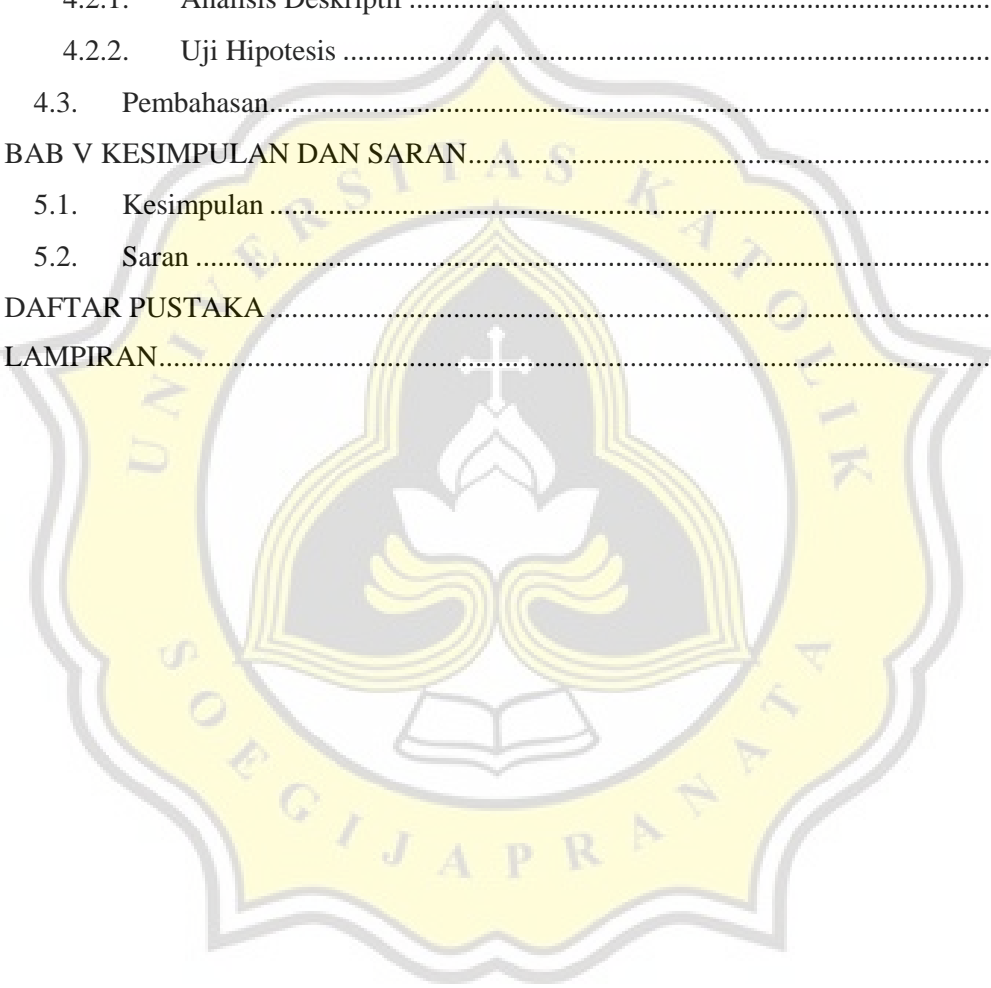 4.2.1. Analisis Deskriptif ........................................................................
4.2.2. Uji Hipotesis ................................................................................
4.3. Pembahasan.........................................................................................
BAB V KESIMPULAN DAN SARAN.................................................................
5.1. Kesimpulan .........................................................................................
5.2. Saran ..................................................................................................
DAFTAR PUSTAKA .........................................................................................
LAMPIRAN......................................................................................................
UNIVERSITAS KATOLIK
SOEGIJAPRANATA